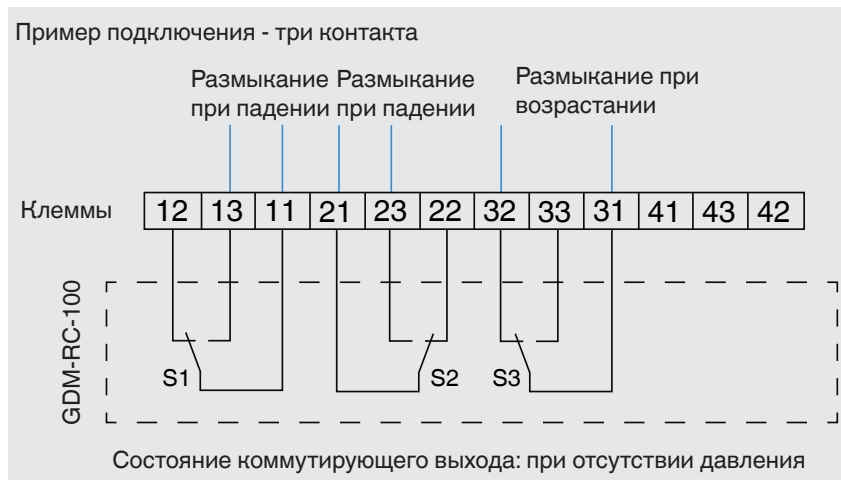 Пример подключения - три контакта
Размыкание Размыкание Размыкание при
при падении при падении возрастании
Клеммы 12 13 11 21 23 22 32 33 31 41 43 42
GDM-RC-100
S1 S2 S3
Состояние коммутирующего выхода: при отсутствии давления